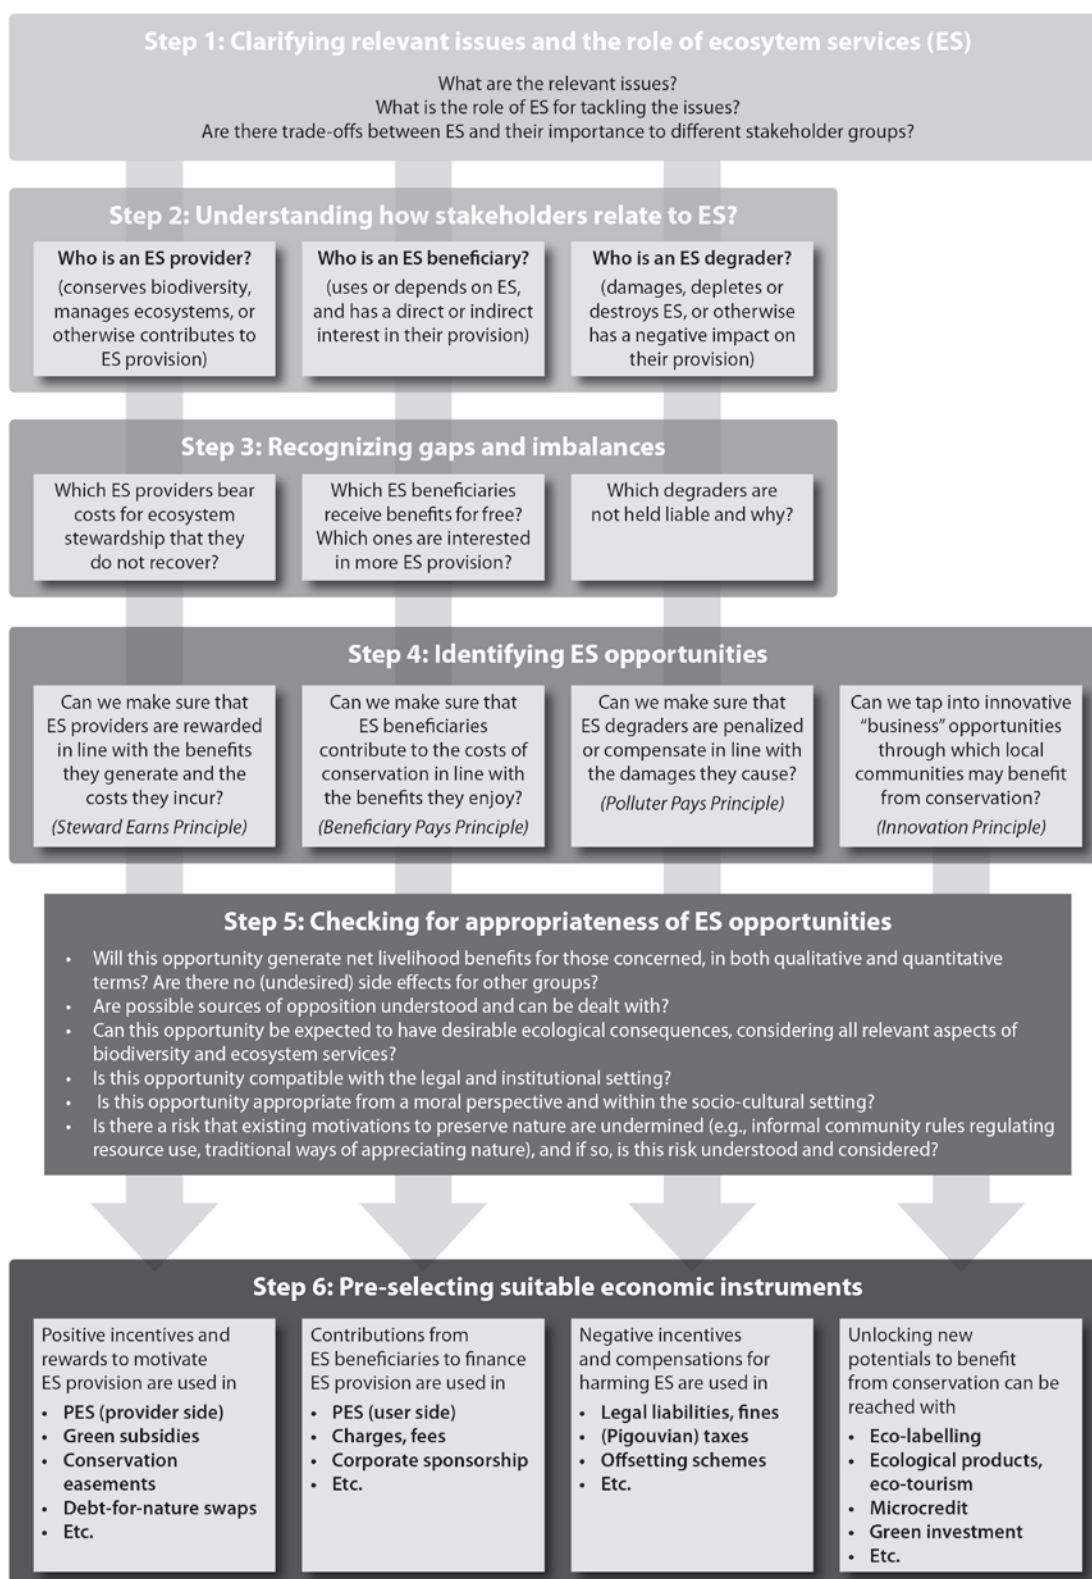 Step 1: Clarifying relevant issues and the role of ecosytem services (ES)
What are the relevant issues?
What is the role of ES for tackling the issues?
Are there trade-offs between ES and their importance to different stakeholder groups?
Step 2: Understanding how stakeholders relate to ES?
Who is an ES provider?
(conserves biodiversity,
manages ecosystems, or
otherwise contributes to
ES provision)
Who is an ES beneficiary?
(uses or depends on ES,
and has a direct or indirect
interest in their provision)
Who is an ES degrader?
(damages, depletes or
destroys ES, or otherwise
has a negative impact on
their provision)
Step 3: Recognizing gaps and imbalances
Which ES providers bear
costs for ecosystem
stewardship that they
do not recover?
Which ES beneficiaries
receive benefits for free?
Which ones are interested
in more ES provision?
Which degraders are
not held liable and why?
Step 4: Identifying ES opportunities
Can we make sure that
ES providers are rewarded
in line with the benefits
they generate and the
costs they incur?
(Steward Earns Principle)
Can we make sure that
ES beneficiaries
contribute to the costs of
conservation in line with
the benefits they enjoy?
(Beneficiary Pays Principle)
Can we make sure that
ES degraders are penalized
or compensate in line with
the damages they cause?
(Polluter Pays Principle)
Can we tap into innovative
“business” opportunities
through which local
communities may benefit
from conservation?
(Innovation Principle)
Step 5: Checking for appropriateness of ES opportunities
• Will this opportunity generate net livelihood benefits for those concerned, in both qualitative and quantitative
terms? Are there no (undesired) side effects for other groups?
• Are possible sources of opposition understood and can be dealt with?
• Can this opportunity be expected to have desirable ecological consequences, considering all relevant aspects of
biodiversity and ecosystem services?
• Is this opportunity compatible with the legal and institutional setting?
• Is this opportunity appropriate from a moral perspective and within the socio-cultural setting?
• Is there a risk that existing motivations to preserve nature are undermined (e.g., informal community rules regulating
resource use, traditional ways of appreciating nature), and if so, is this risk understood and considered?
Step 6: Pre-selecting suitable economic instruments
Positive incentives and
rewards to motivate
ES provision are used in
• PES (provider side)
• Green subsidies
• Conservation
easements
• Debt-for-nature swaps
• Etc.
Contributions from
ES beneficiaries to finance
ES provision are used in
• PES (user side)
• Charges, fees
• Corporate sponsorship
• Etc.
Negative incentives
and compensations for
harming ES are used in
• Legal liabilities, fines
• (Pigouvian) taxes
• Offsetting schemes
• Etc.
Unlocking new
potentials to benefit
from conservation can be
reached with
• Eco-labelling
• Ecological products,
eco-tourism
• Microcredit
• Green investment
• Etc.